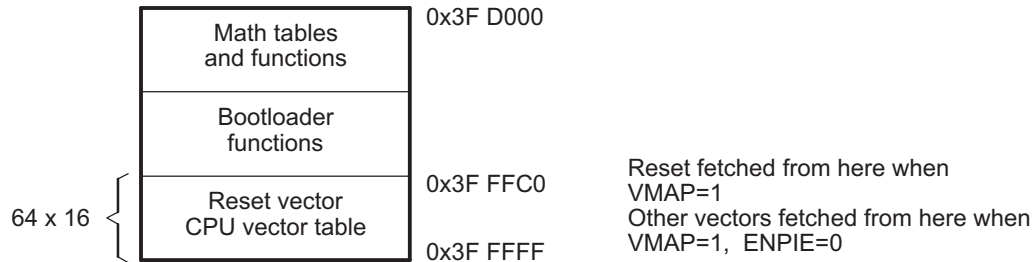 0x3F D000
Math tables
and functions
Bootloader
functions
0x3F FFC0
Reset fetched from here when
VMAP=1
64 x 16
Reset vector
CPU vector table
Other vectors fetched from here when
VMAP=1, ENPIE=0
0x3F FFFF